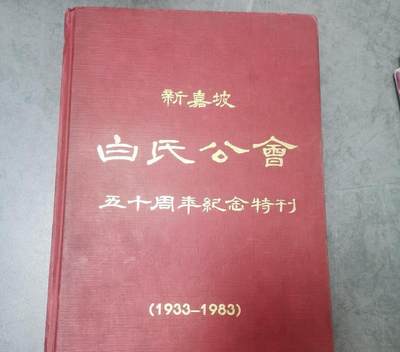 新嘉坡
白氏公會
五十周年紀念特刊
(1933–1983)